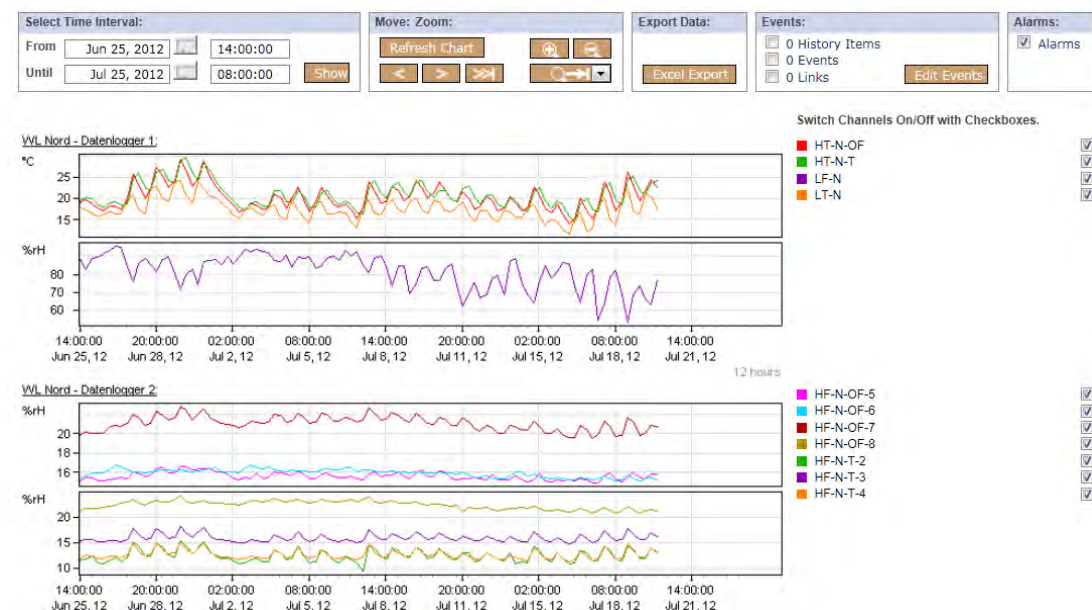 Select Time Interval:
From Jun 25, 2012 14:00:00
Until Jul 25, 2012 08:00:00 Show
Move: Zoom:
Refresh Chart
< > >>|
Export Data:
Excel Export
Events:
0 History Items
0 Events
0 Links Edit Events
Alarms:
Alarms
Switch Channels On/Off with Checkboxes.
WL Nord - Datenlogger 1:
°C
25
20
15
%rH
80
70
60
14:00:00 20:00:00 02:00:00 08:00:00 14:00:00 20:00:00 02:00:00 08:00:00 14:00:00
Jun 25, 12 Jun 28, 12 Jul 2, 12 Jul 5, 12 Jul 8, 12 Jul 11, 12 Jul 15, 12 Jul 18, 12 Jul 21, 12
12 hours
HT-N-OF
HT-N-T
LF-N
LT-N
WL Nord - Datenlogger 2:
%rH
20
18
16
%rH
20
15
10
14:00:00 20:00:00 02:00:00 08:00:00 14:00:00 20:00:00 02:00:00 08:00:00 14:00:00
Jun 25, 12 Jun 28, 12 Jul 2, 12 Jul 5, 12 Jul 8, 12 Jul 11, 12 Jul 15, 12 Jul 18, 12 Jul 21, 12
HF-N-OF-5
HF-N-OF-6
HF-N-OF-7
HF-N-OF-8
HF-N-T-2
HF-N-T-3
HF-N-T-4